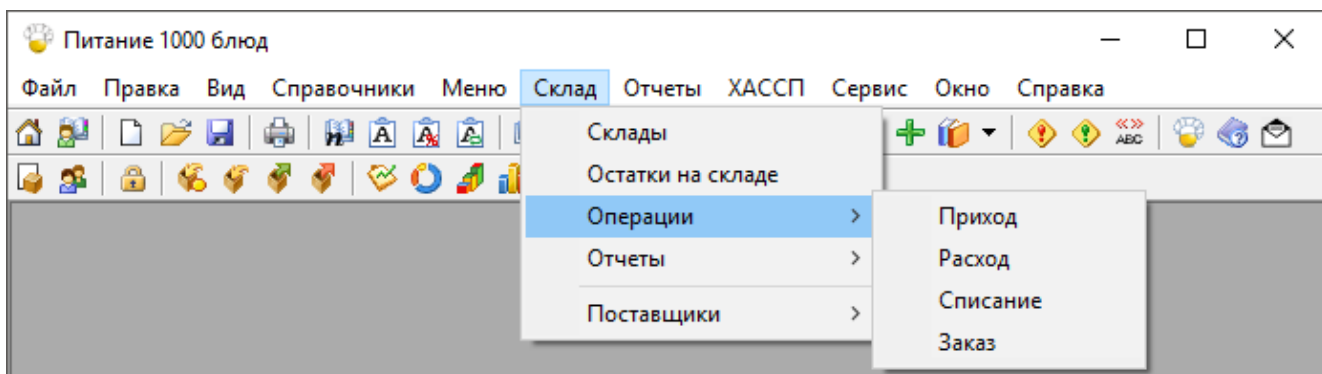 Питание 1000 блюд
Файл Правка Вид Справочники Меню Склад Отчеты ХАССП Сервис Окно Справка
Склады
ABC
Остатки на складе
Операции
Приход
Отчеты
Расход
Списание
Поставщики
Заказ